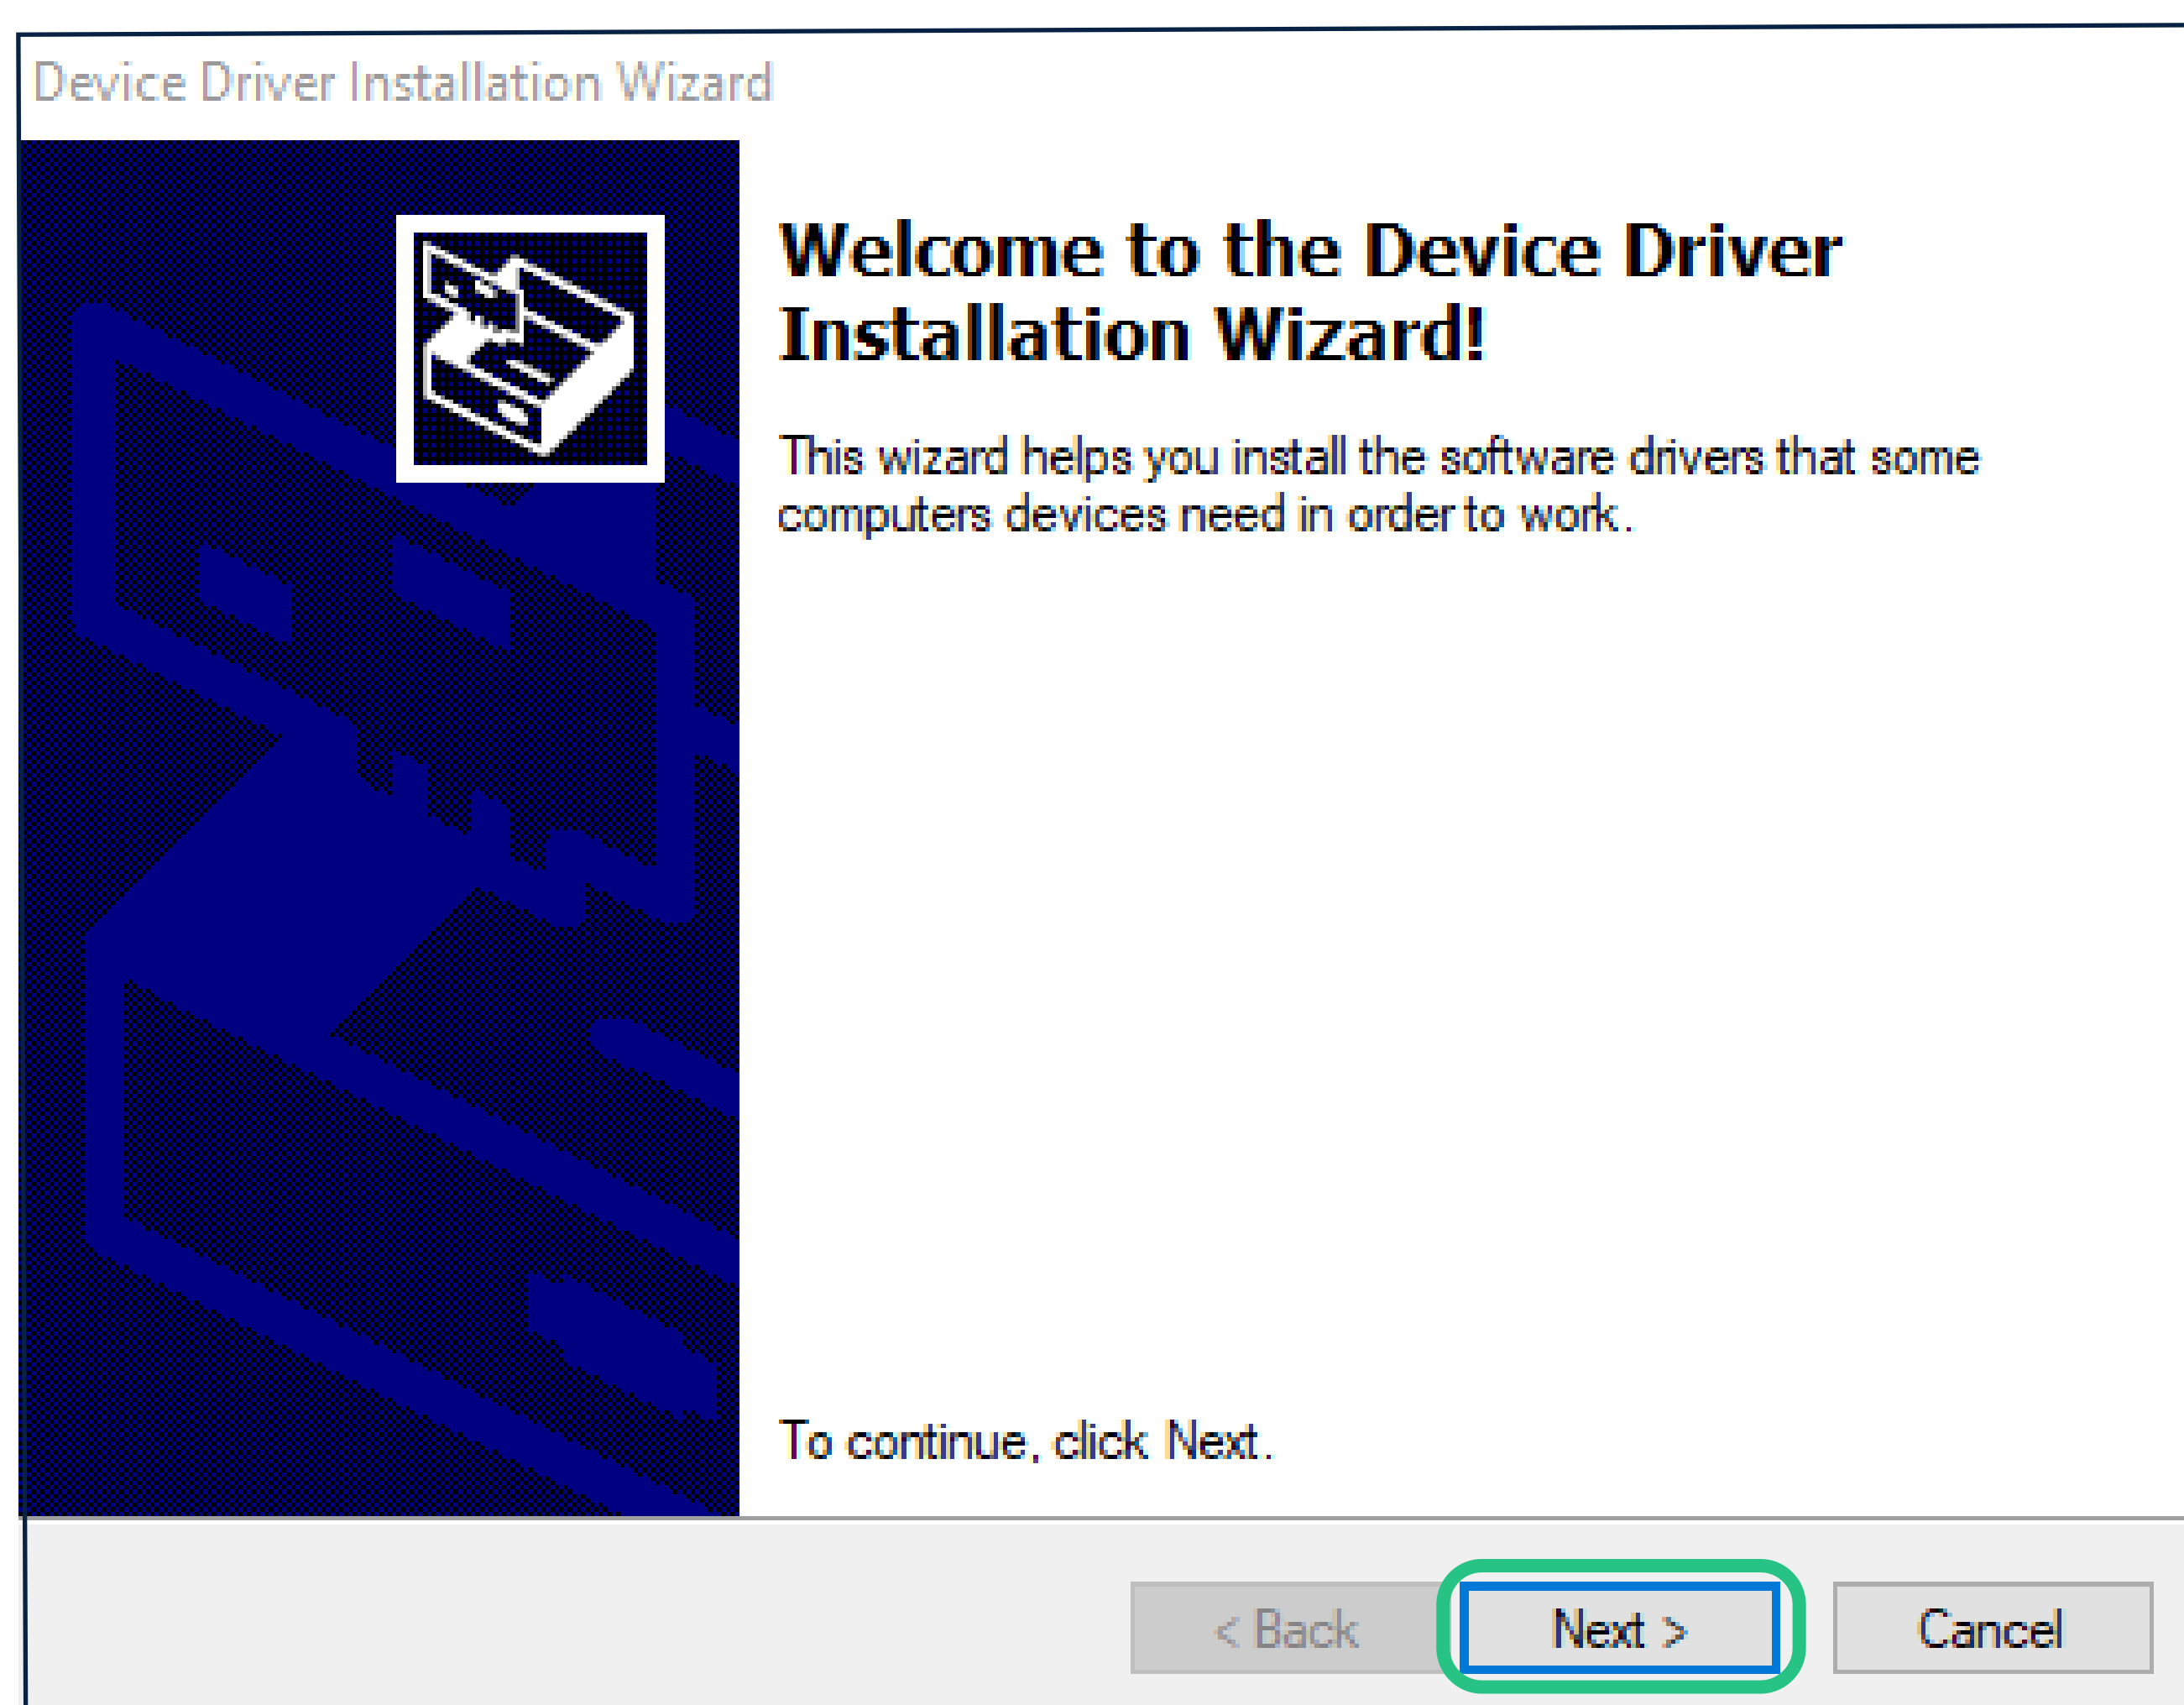 Device Driver Installation Wizard
Welcome to the Device Driver
Installation Wizard!
This wizard helps you install the software drivers that some
computers devices need in order to work.
To continue, click Next.
< Back
Next >
Cancel